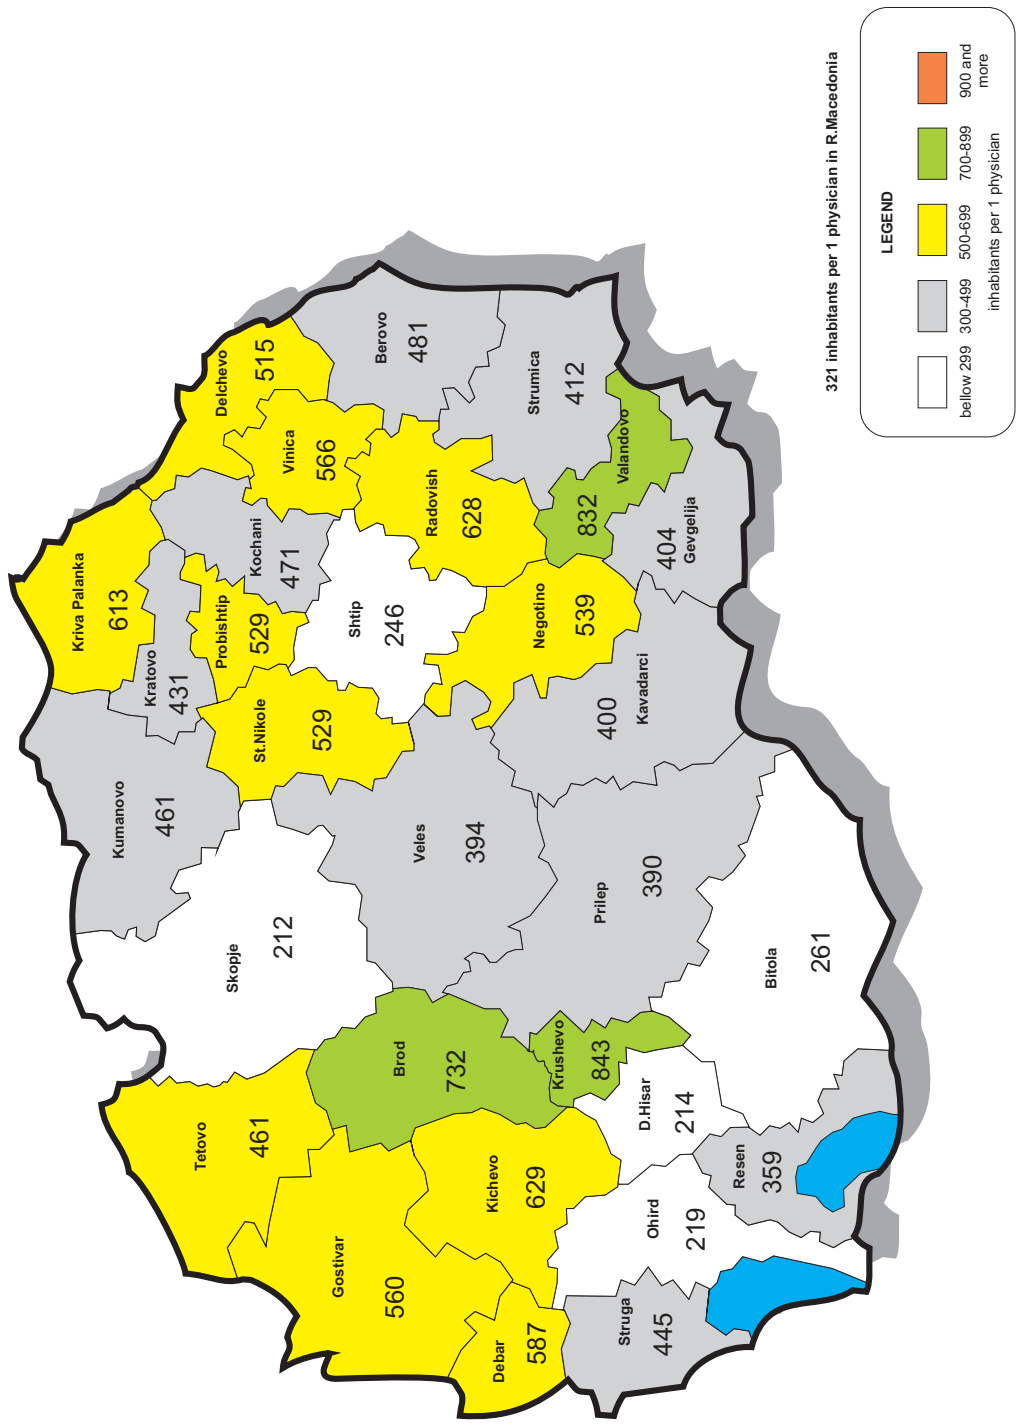 Kriva Palanka
613
Delchevo
515
Kratovo
431
Kochani
471
Vinica
566
Berovo
481
Kumanovo
461
Probishtip
529
St.Nikole
529
Shtip
246
Radovish
628
Strumica
412
Skopje
212
Veles
394
Negotino
539
832
Valandovo
404
Gevgelija
Tetovo
461
Brod
732
Prilep
390
400
Kavadarci
Gostivar
560
Kichevo
629
Krushevo
843
D.Hisar
214
Bitola
261
Debar
587
Struga
445
Ohird
219
Resen
359
321 inhabitants per 1 physician in R.Macedonia
LEGEND
bellow 299
300-499
500-699
700-899
900 and
more
inhabitants per 1 physician